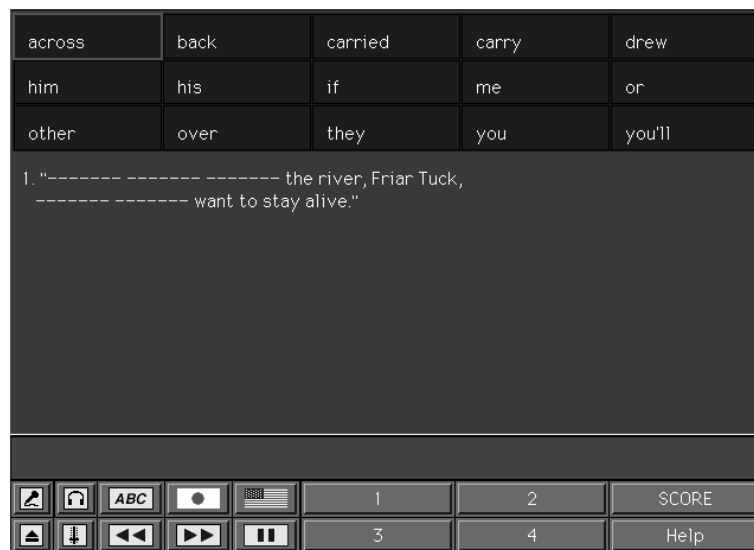 across back carried carry drew
him his if me or
other over they you you'll
1. "------- ------- ------- the river, Friar Tuck,
------- ------- want to stay alive."
ABC 1 2 SCORE
3 4 Help